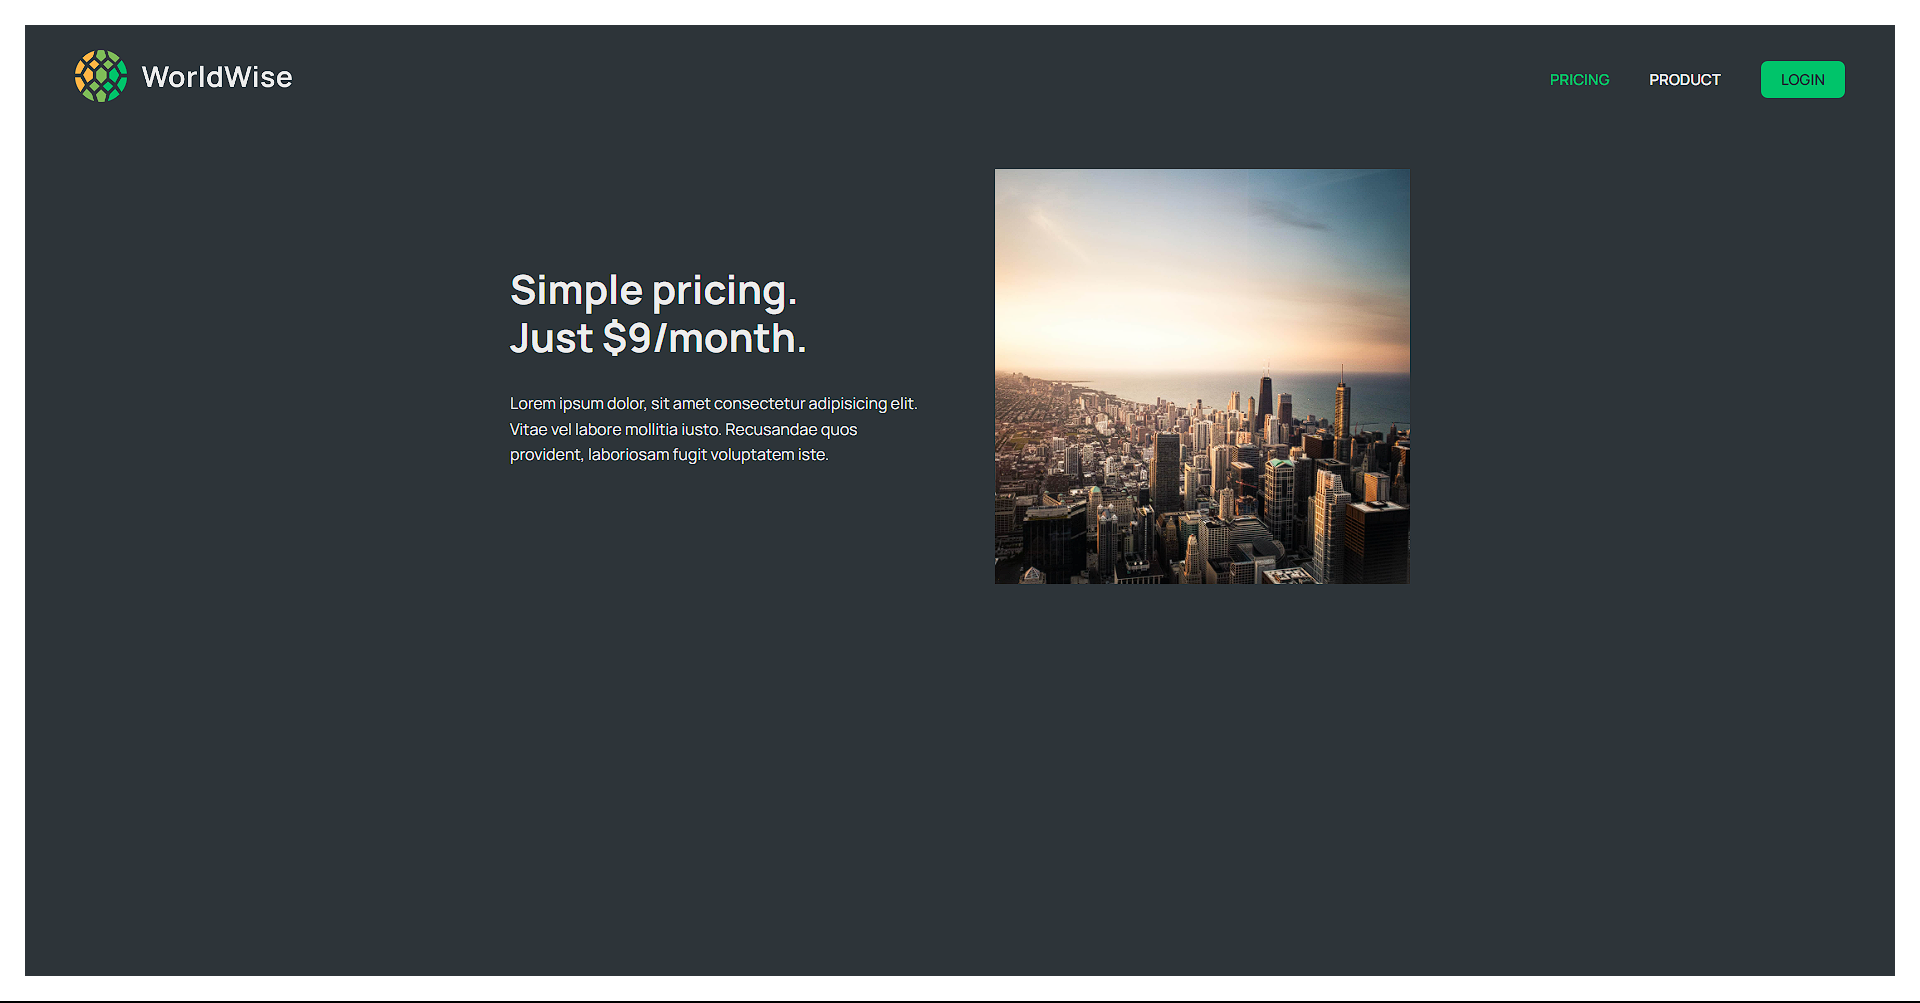 WorldWise
PRICING
PRODUCT
LOGIN
Simple pricing.
Just $9/month.
Lorem ipsum dolor, sit amet consectetur adipisicing elit.
Vitae vel labore mollitia iusto. Recusandae quos
provident, laboriosam fugit voluptatem iste.